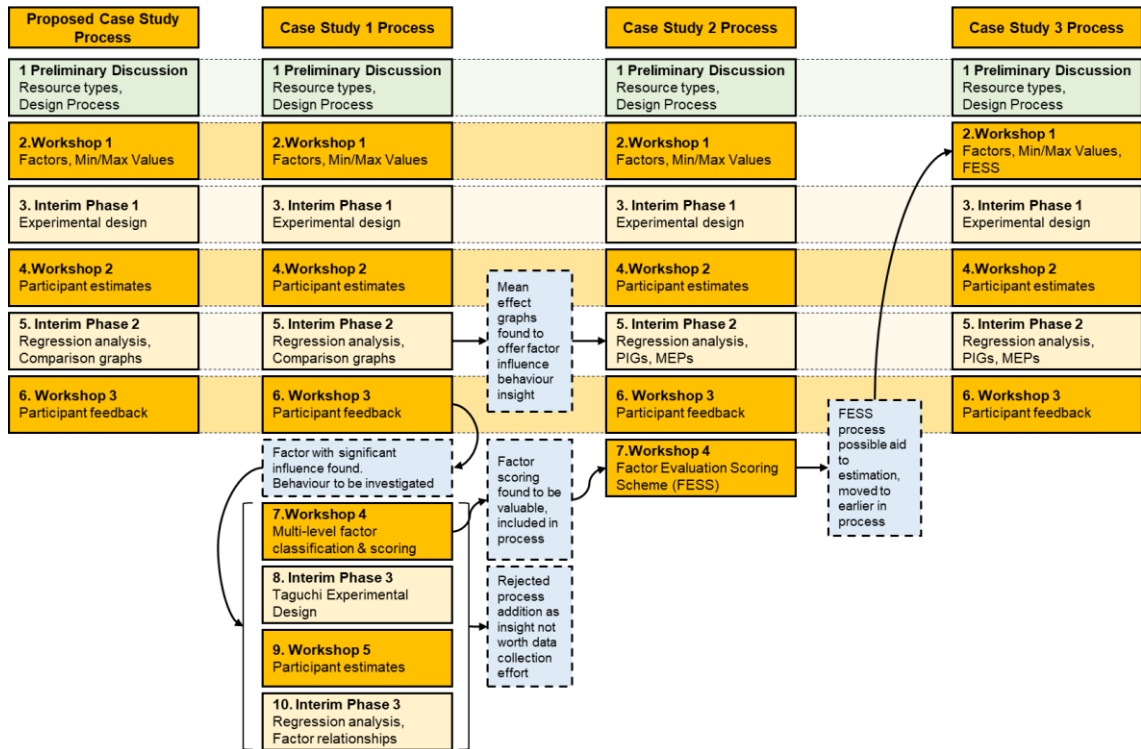 Proposed Case Study
Process
Case Study 1 Process
Case Study 2 Process
Case Study 3 Process
1 Preliminary Discussion
Resource types,
Design Process
1 Preliminary Discussion
Resource types,
Design Process
1 Preliminary Discussion
Resource types,
Design Process
1 Preliminary Discussion
Resource types,
Design Process
2.Workshop 1
Factors, Min/Max Values
2.Workshop 1
Factors, Min/Max Values
2.Workshop 1
Factors, Min/Max Values
2.Workshop 1
Factors, Min/Max Values,
FESS
3. Interim Phase 1
Experimental design
3. Interim Phase 1
Experimental design
3. Interim Phase 1
Experimental design
3. Interim Phase 1
Experimental design
4.Workshop 2
Participant estimates
4.Workshop 2
Participant estimates
Mean
effect
graphs
found to
offer factor
influence
behaviour
insight
4.Workshop 2
Participant estimates
4.Workshop 2
Participant estimates
5. Interim Phase 2
Regression analysis,
Comparison graphs
5. Interim Phase 2
Regression analysis,
Comparison graphs
5. Interim Phase 2
Regression analysis,
PIGs, MEPs
5. Interim Phase 2
Regression analysis,
PIGs, MEPs
6. Workshop 3
Participant feedback
6. Workshop 3
Participant feedback
6. Workshop 3
Participant feedback
FESS
process
possible aid
to
estimation,
moved to
earlier in
process
6. Workshop 3
Participant feedback
Factor with significant
influence found.
Behaviour to be investigated
Factor
scoring
found to be
valuable,
included in
process
7.Workshop 4
Factor Evaluation Scoring
Scheme (FESS)
7.Workshop 4
Multi-level factor
classification & scoring
8. Interim Phase 3
Taguchi Experimental
Design
Rejected
process
addition as
insight not
worth data
collection
effort
9. Workshop 5
Participant estimates
10. Interim Phase 3
Regression analysis,
Factor relationships